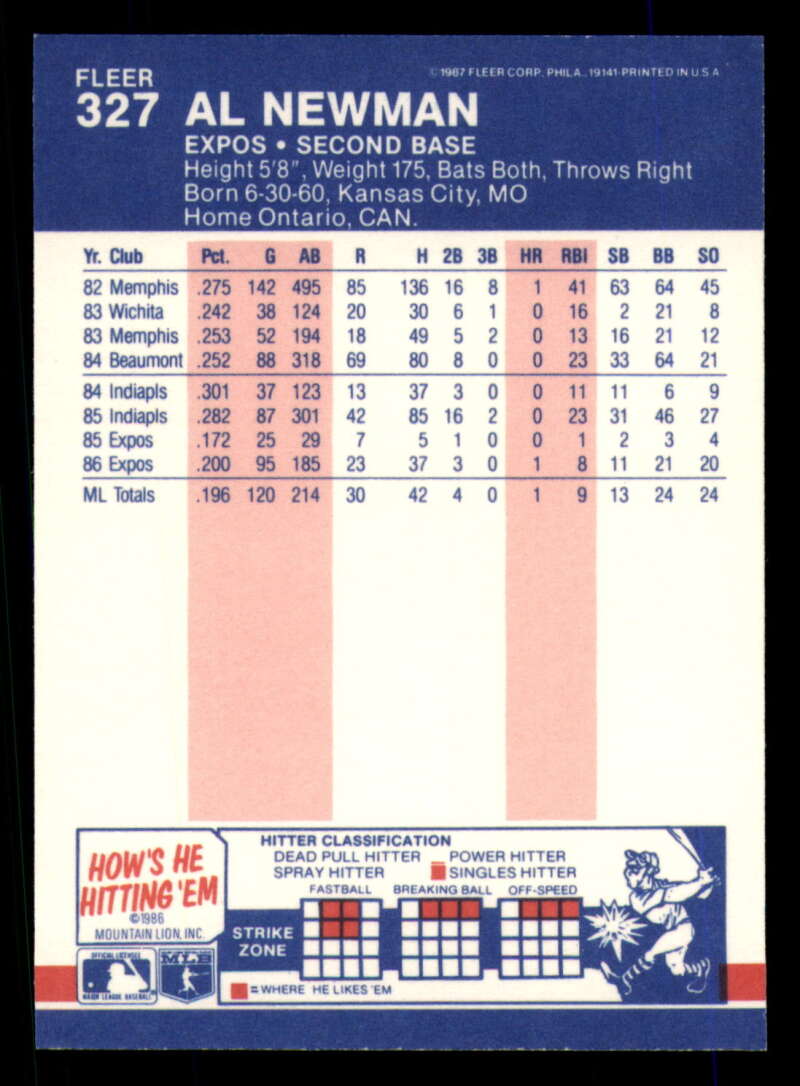 FLEER
© 1987 FLEER CORP. PHILA., 19141-PRINTED IN U S A
327 AL NEWMAN
EXPOS • SECOND BASE
Height 5'8", Weight 175, Bats Both, Throws Right
Born 6-30-60, Kansas City, MO
Home Ontario, CAN.
Yr. Club Pct. G AB R H 2B 3B HR RBI SB BB SO
82 Memphis .275 142 495 85 136 16 8 1 41 63 64 45
83 Wichita .242 38 124 20 30 6 1 0 16 2 21 8
83 Memphis .253 52 194 18 49 5 2 0 13 16 21 12
84 Beaumont .252 88 318 69 80 8 0 0 23 33 64 21
84 Indiapls .301 37 123 13 37 3 0 0 11 11 6 9
85 Indiapls .282 87 301 42 85 16 2 0 23 31 46 27
85 Expos .172 25 29 7 5 1 0 0 1 2 3 4
86 Expos .200 95 185 23 37 3 0 1 8 11 21 20
ML Totals .196 120 214 30 42 4 0 1 9 13 24 24
HOW'S HE
HITTING 'EM
©1986
MOUNTAIN LION, INC.
HITTER CLASSIFICATION
DEAD PULL HITTER POWER HITTER
SPRAY HITTER SINGLES HITTER
FASTBALL BREAKING BALL OFF-SPEED
STRIKE
ZONE
= WHERE HE LIKES 'EM
OFFICIAL LICENSEE
MAJOR LEAGUE BASEBALL
MLB